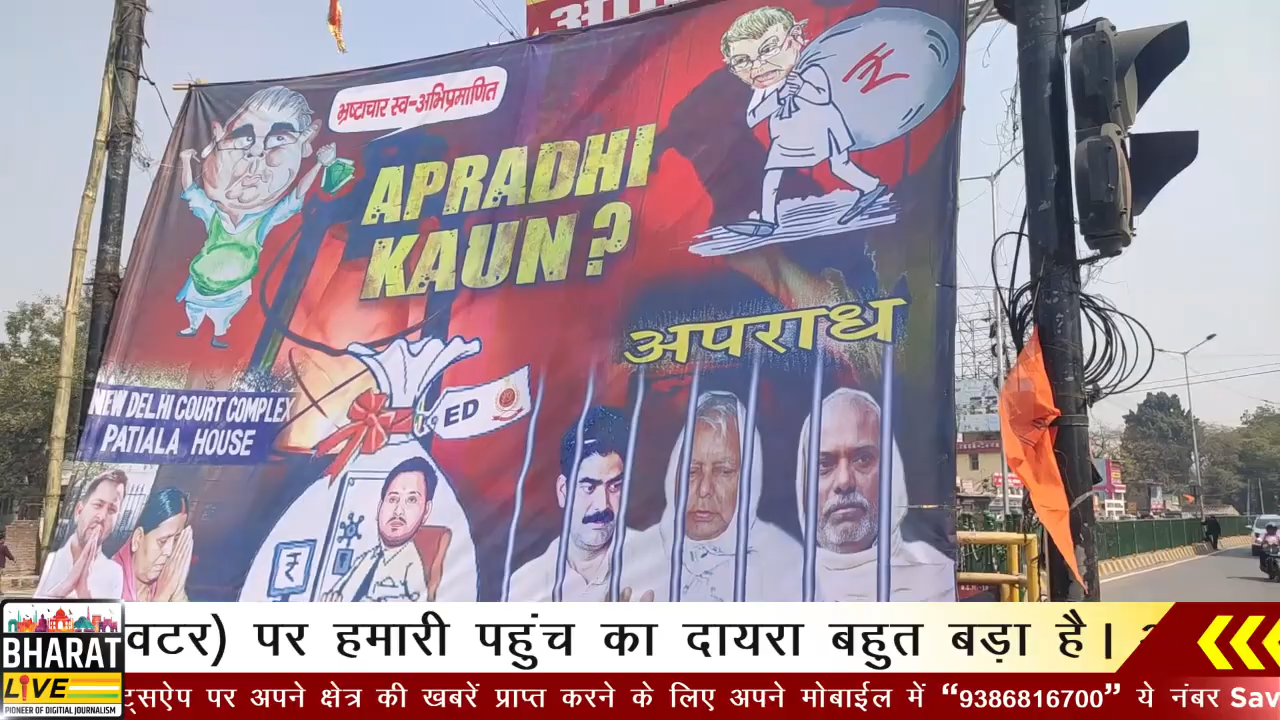 भ्रष्टाचार स्व-अभिप्रमाणित
₹
APRADHI
KAUN?
अपराध
NEW DELHI COURT COMPLEX
PATIALA HOUSE
ED
₹
वटर) पर हमारी पहुंच का दायरा बहुत बड़ा है।
BHARAT
LIVE
PIONEER OF DIGITIAL JOURNALISM
ट्सऐप पर अपने क्षेत्र की खबरें प्राप्त करने के लिए अपने मोबाईल में “9386816700” ये नंबर Sav